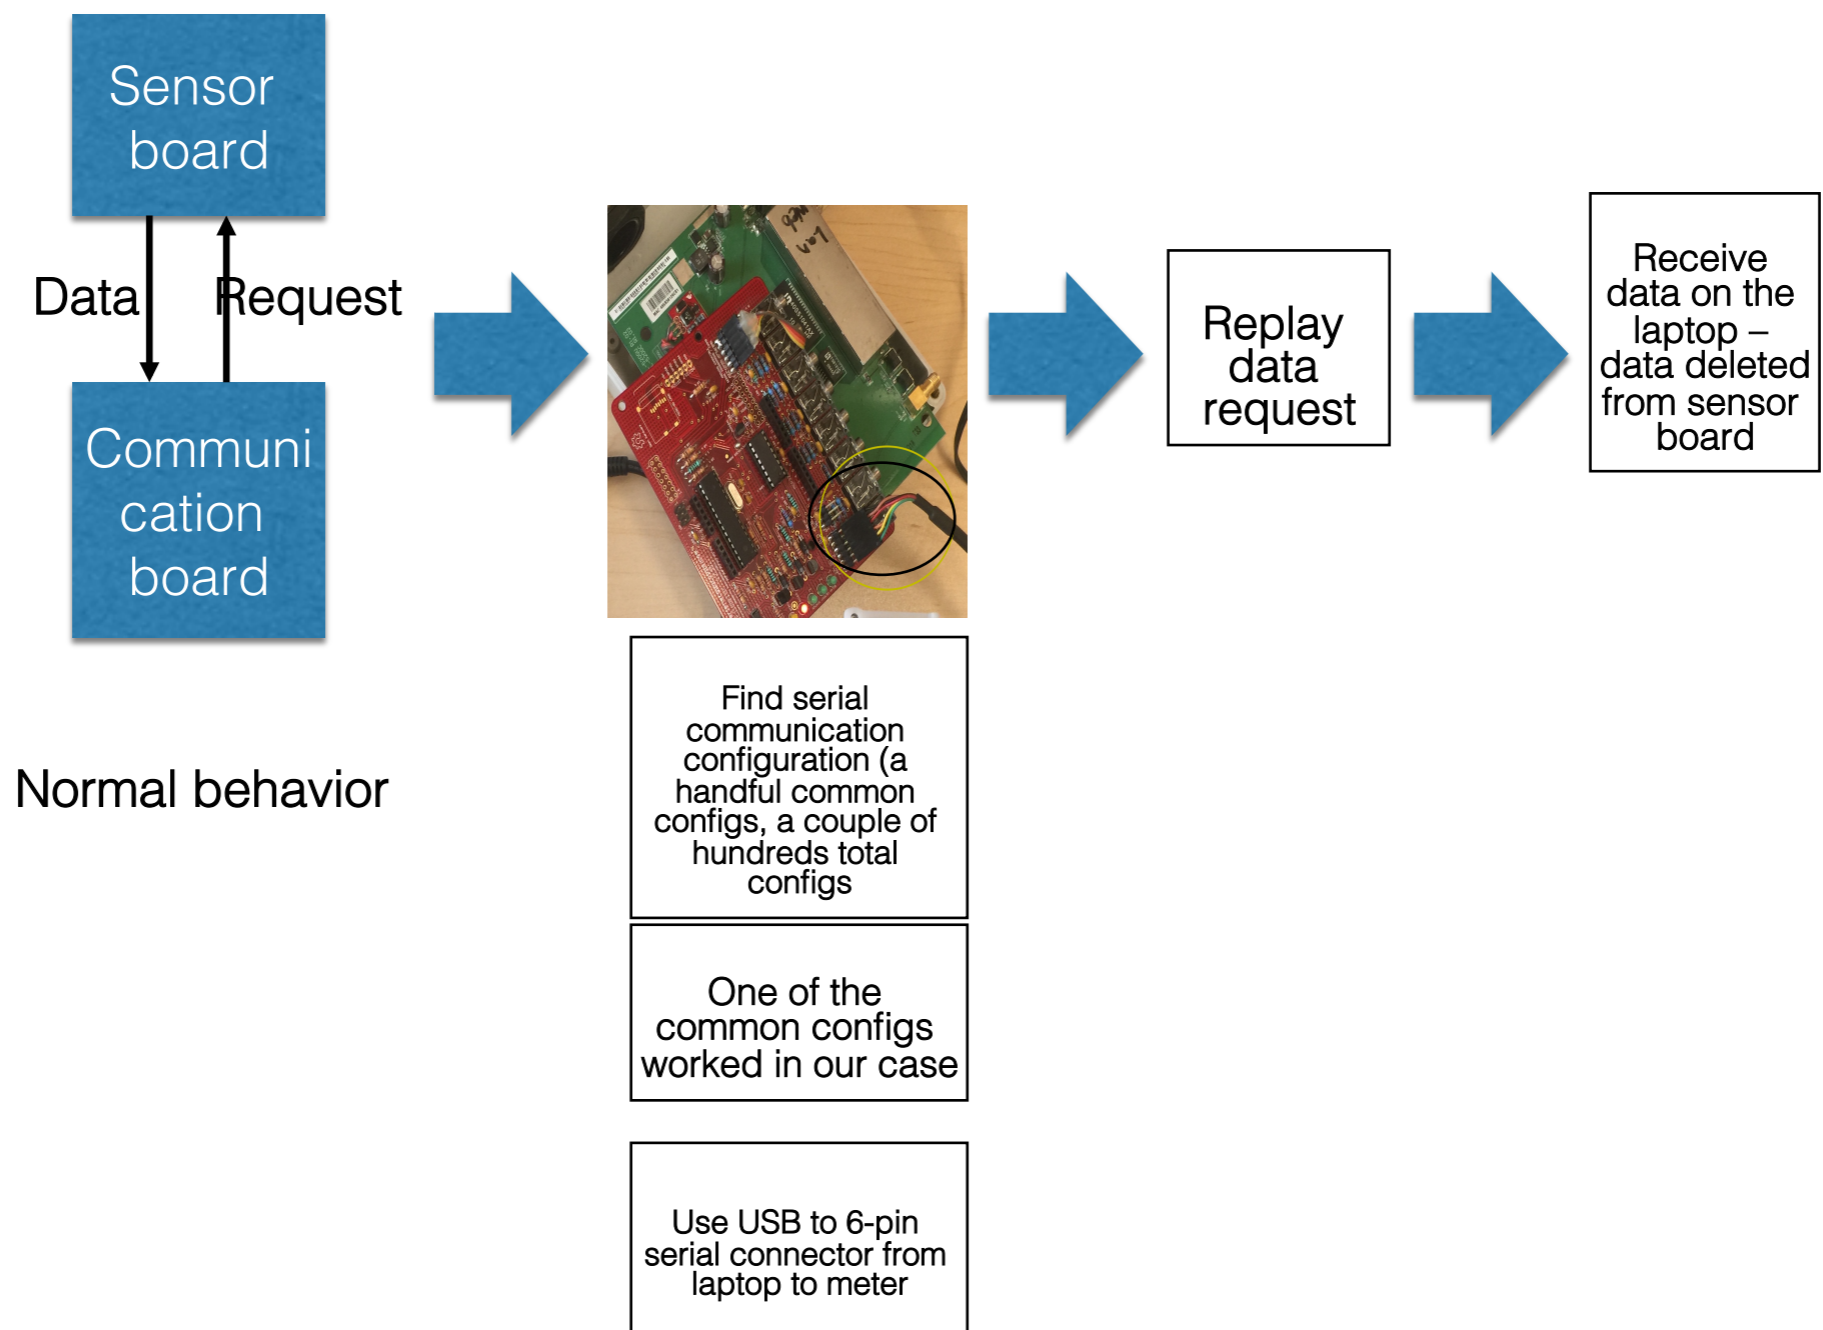 Sensor
board
Data
Request
Communi
cation
board
Normal behavior
Find serial
communication
configuration (a
handful common
configs, a couple of
hundreds total
configs
One of the
common configs
worked in our case
Use USB to 6-pin
serial connector from
laptop to meter
Replay
data
request
Receive
data on the
laptop –
data deleted
from sensor
board